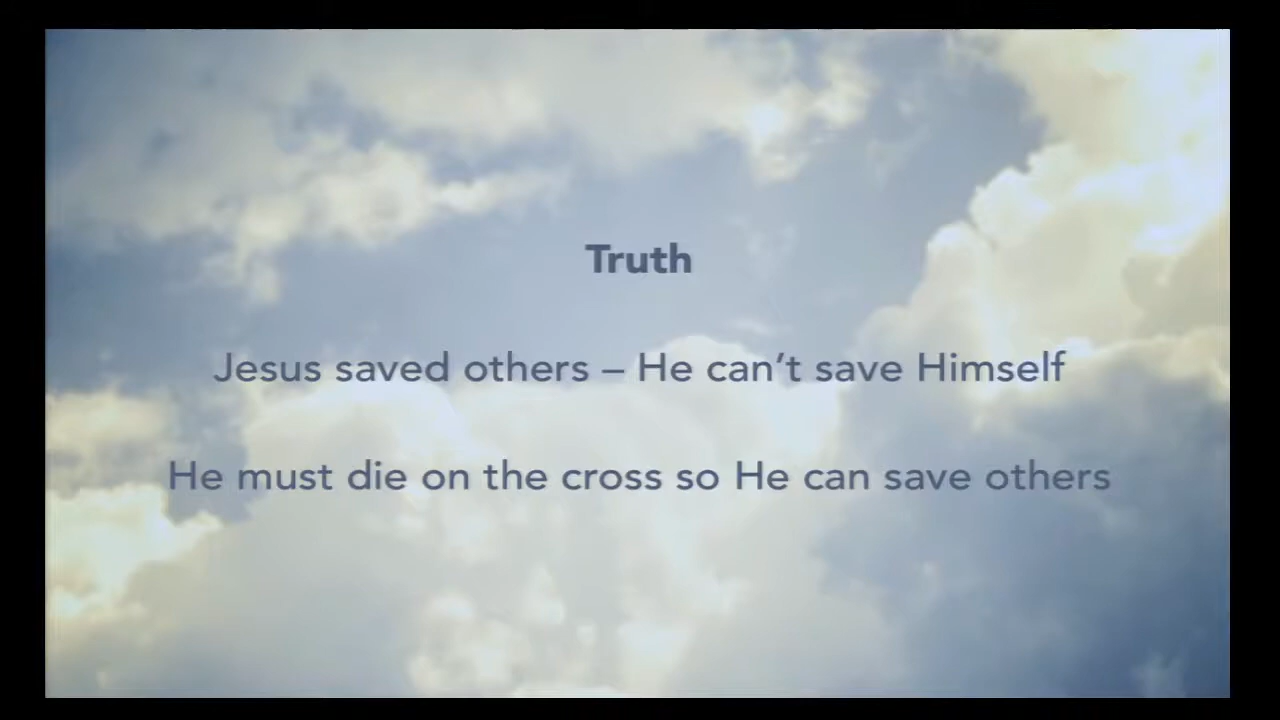 Truth
Jesus saved others – He can’t save Himself
He must die on the cross so He can save others